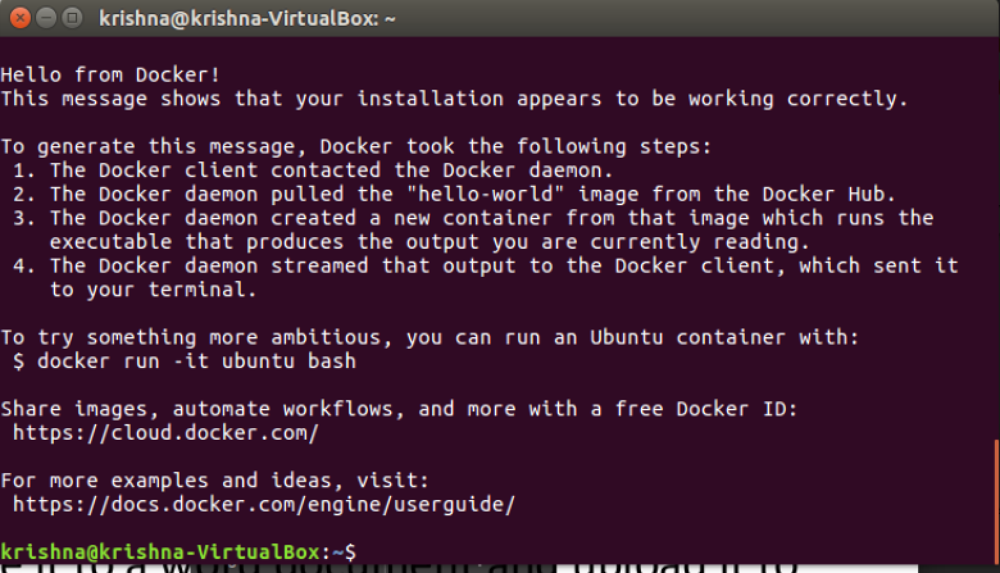 krishna@krishna-VirtualBox: ~
Hello from Docker!
This message shows that your installation appears to be working correctly.
To generate this message, Docker took the following steps:
1. The Docker client contacted the Docker daemon.
2. The Docker daemon pulled the "hello-world" image from the Docker Hub.
3. The Docker daemon created a new container from that image which runs the
executable that produces the output you are currently reading.
4. The Docker daemon streamed that output to the Docker client, which sent it
to your terminal.
To try something more ambitious, you can run an Ubuntu container with:
$ docker run -it ubuntu bash
Share images, automate workflows, and more with a free Docker ID:
https://cloud.docker.com/
For more examples and ideas, visit:
https://docs.docker.com/engine/userguide/
krishna@krishna-VirtualBox:~$